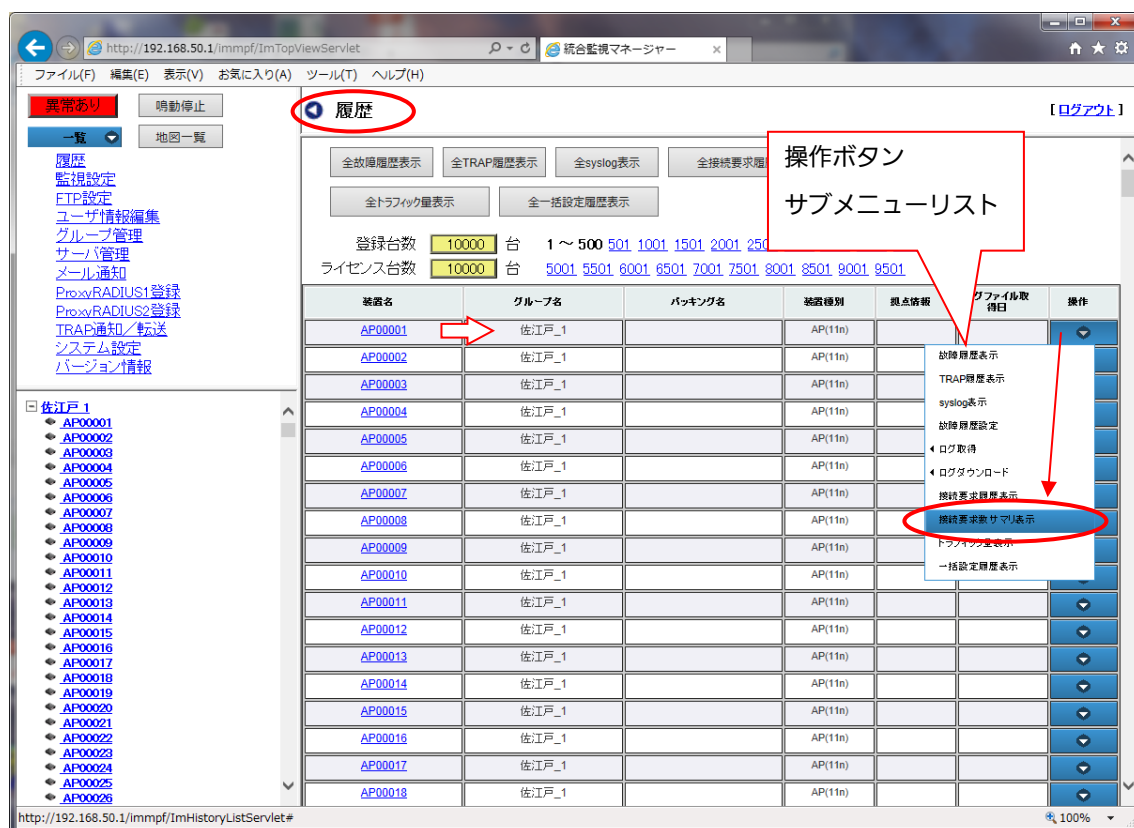 http://192.168.50.1/immpf/ImTopViewServlet
統合監視マネージャー
ファイル(F) 編集(E) 表示(V) お気に入り(A) ツール(T) ヘルプ(H)
異常あり 鳴動停止
一覧 地図一覧
履歴
監視設定
FTP設定
ユーザ情報編集
グループ管理
サーバ管理
メール通知
ProxyRADIUS1登録
ProxyRADIUS2登録
TRAP通知／転送
システム設定
バージョン情報
佐江戸 1
AP00001
AP00002
AP00003
AP00004
AP00005
AP00006
AP00007
AP00008
AP00009
AP00010
AP00011
AP00012
AP00013
AP00014
AP00015
AP00016
AP00017
AP00018
AP00019
AP00020
AP00021
AP00022
AP00023
AP00024
AP00025
AP00026
履歴
[ログアウト]
全故障履歴表示 全TRAP履歴表示 全syslog表示 全接続要求履
全トラフィック量表示 全一括設定履歴表示
操作ボタン
サブメニューリスト
登録台数 10000 台 1 ～ 500 501 1001 1501 2001
ライセンス台数 10000 台 5001 5501 6001 6501 7001 7501 8001 8501 9001 9501
装置名 グループ名 パッキング名 装置種別 拠点情報 グファイル取得日 操作
AP00001 佐江戸_1 AP(11n)
AP00002 佐江戸_1 AP(11n)
AP00003 佐江戸_1 AP(11n)
AP00004 佐江戸_1 AP(11n)
AP00005 佐江戸_1 AP(11n)
AP00006 佐江戸_1 AP(11n)
AP00007 佐江戸_1 AP(11n)
AP00008 佐江戸_1 AP(11n)
AP00009 佐江戸_1 AP(11n)
AP00010 佐江戸_1 AP(11n)
AP00011 佐江戸_1 AP(11n)
AP00012 佐江戸_1 AP(11n)
AP00013 佐江戸_1 AP(11n)
AP00014 佐江戸_1 AP(11n)
AP00015 佐江戸_1 AP(11n)
AP00016 佐江戸_1 AP(11n)
AP00017 佐江戸_1 AP(11n)
AP00018 佐江戸_1 AP(11n)
故障履歴表示
TRAP履歴表示
syslog表示
故障履歴設定
ログ取得
ログダウンロード
接続要求履歴表示
接続要求数サマリ表示
トラフィック量表示
一括設定履歴表示
http://192.168.50.1/immpf/ImHistoryListServlet#
100%